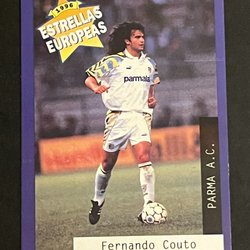 1996
ESTRELLAS
EUROPEAS
Parmalat
PARMA A.C.
Fernando Couto